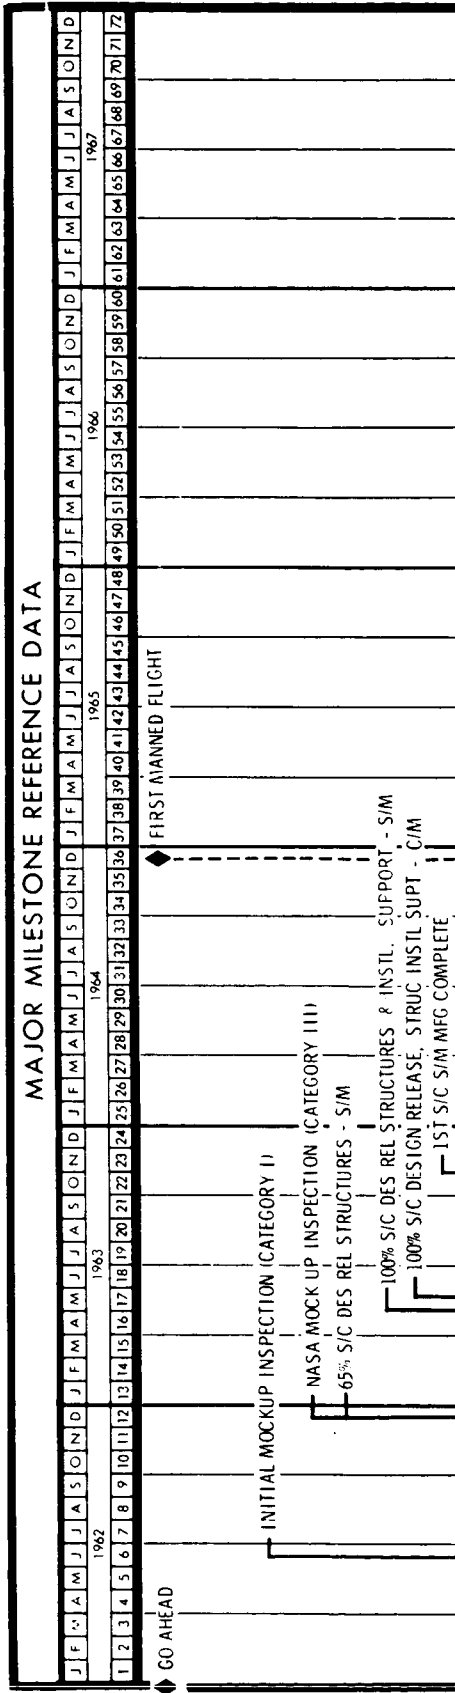 MAJOR MILESTONE REFERENCE DATA
J F M A M J J A S O N D J F M A M J J A S O N D J F M A M J J A S O N D J F M A M J J A S O N D J F M A M J J A S O N D J F M A M J J A S O N D
1962 1963 1964 1965 1966 1967
1 2 3 4 5 6 7 8 9 10 11 12 13 14 15 16 17 18 19 20 21 22 23 24 25 26 27 28 29 30 31 32 33 34 35 36 37 38 39 40 41 42 43 44 45 46 47 48 49 50 51 52 53 54 55 56 57 58 59 60 61 62 63 64 65 66 67 68 69 70 71 72
GO AHEAD
FIRST MANNED FLIGHT
INITIAL MOCKUP INSPECTION (CATEGORY I)
NASA MOCK UP INSPECTION (CATEGORY III)
65% S/C DES REL STRUCTURES - S/M
100% S/C DES REL STRUCTURES & INSTL. SUPPORT - S/M
100% S/C DESIGN RELEASE, STRUC INSTL SUPT - C/M
1ST S/C S/M MFG COMPLETE